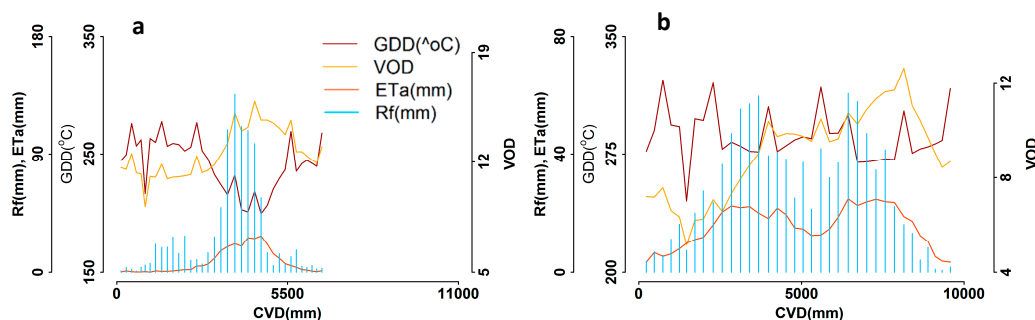 a
b
GDD(^oC)
VOD
ETa(mm)
Rf(mm)
Rf(mm), ETa(mm)
180
90
0
GDD(°C)
350
250
150
19
12
5
VOD
0
5500
11000
CVD(mm)
Rf(mm), ETa(mm)
80
40
0
GDD(°C)
350
275
200
12
8
4
VOD
0
5000
10000
CVD(mm)